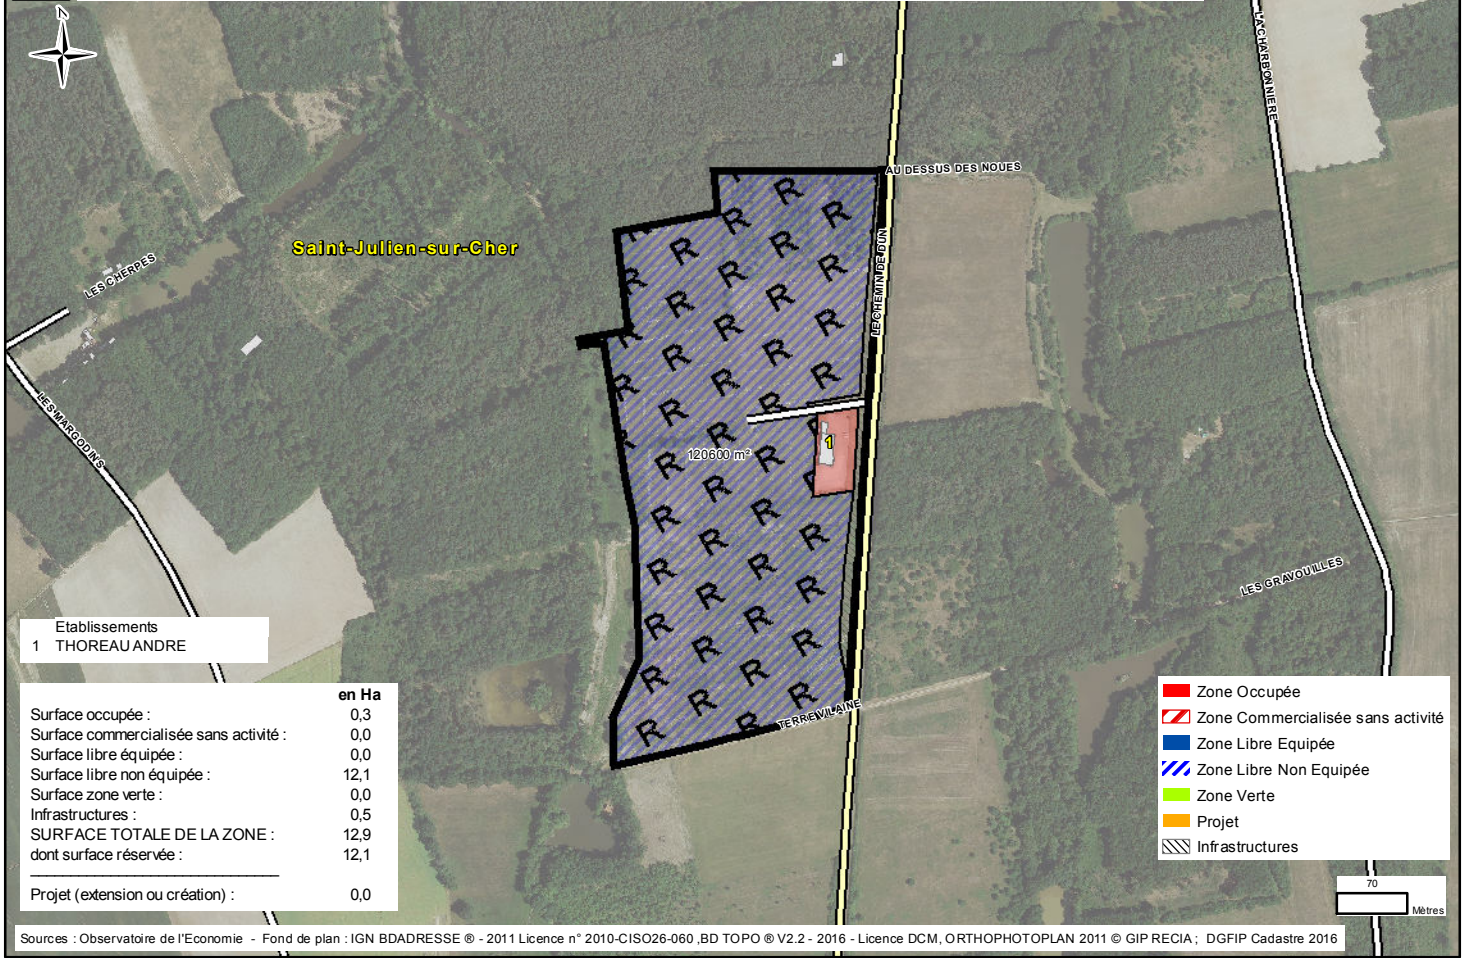 N
LA CHARBONNIERE
AU DESSUS DES NOUES
Saint-Julien-sur-Cher
LES CHERPES
LE CHEMIN DE DUN
LES MARGODINS
1
120600 m²
LES GRAVOUILLES
TERRE VILAINE
R
Etablissements
1 THOREAU ANDRE
en Ha
Surface occupée : 0,3
Surface commercialisée sans activité : 0,0
Surface libre équipée : 0,0
Surface libre non équipée : 12,1
Surface zone verte : 0,0
Infrastructures : 0,5
SURFACE TOTALE DE LA ZONE : 12,9
dont surface réservée : 12,1
Projet (extension ou création) : 0,0
Zone Occupée
Zone Commercialisée sans activité
Zone Libre Equipée
Zone Libre Non Equipée
Zone Verte
Projet
Infrastructures
70
Mètres
Sources : Observatoire de l'Economie - Fond de plan : IGN BDADRESSE ® - 2011 Licence n° 2010-CISO26-060 ,BD TOPO ® V2.2 - 2016 - Licence DCM, ORTHOPHOTOPLAN 2011 © GIP RECIA ; DGFIP Cadastre 2016